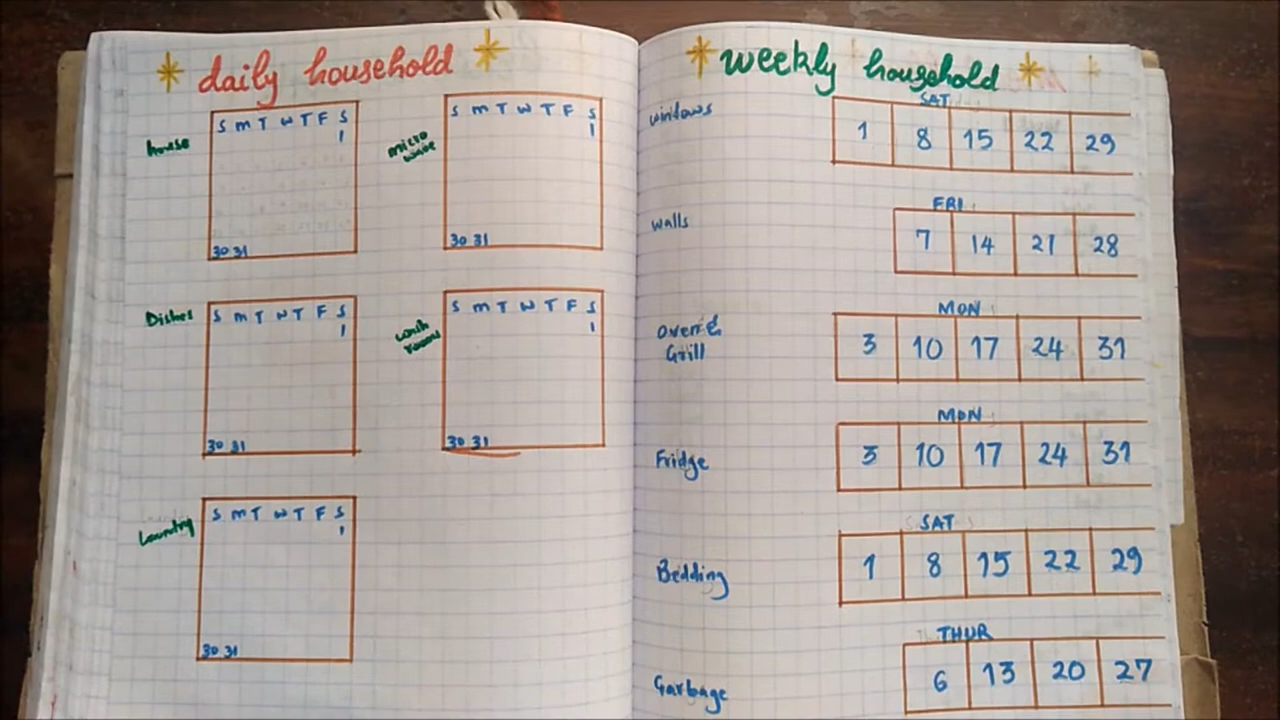 daily household
house
S M T W T F S
1
30 31
micro
wave
S M T W T F S
1
30 31
Dishes
S M T W T F S
1
30 31
wash
rooms
S M T W T F S
1
30 31
Laundry
S M T W T F S
1
30 31
weekly household
windows
SAT
1 8 15 22 29
walls
FRI
7 14 21 28
Oven &
Grill
MON
3 10 17 24 31
Fridge
MON
3 10 17 24 31
Bedding
SAT
1 8 15 22 29
Garbage
THUR
6 13 20 27